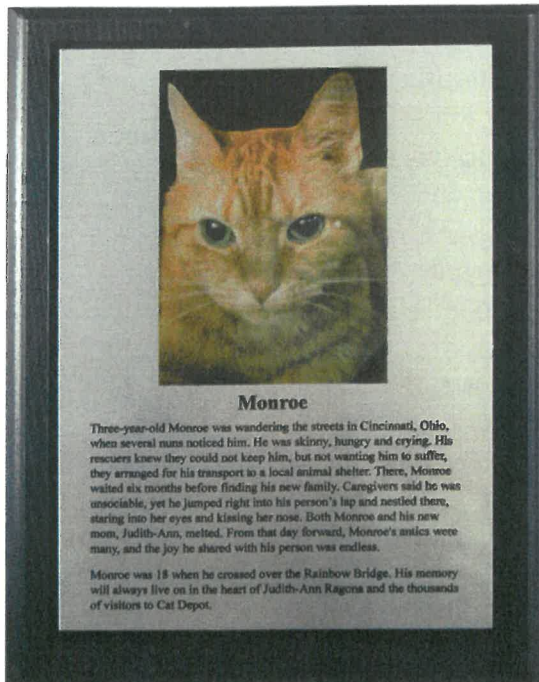 Monroe
Three-year-old Monroe was wandering the streets in Cincinnati, Ohio,
when several nuns noticed him. He was skinny, hungry and crying. His
rescuers knew they could not keep him, but not wanting him to suffer,
they arranged for his transport to a local animal shelter. There, Monroe
waited six months before finding his new family. Caregivers said he was
unsociable, yet he jumped right into his person's lap and nestled there,
staring into her eyes and kissing her nose. Both Monroe and his new
mom, Judith-Ann, melted. From that day forward, Monroe's antics were
many, and the joy he shared with his person was endless.
Monroe was 18 when he crossed over the Rainbow Bridge. His memory
will always live on in the heart of Judith-Ann Ragona and the thousands
of visitors to Cat Depot.